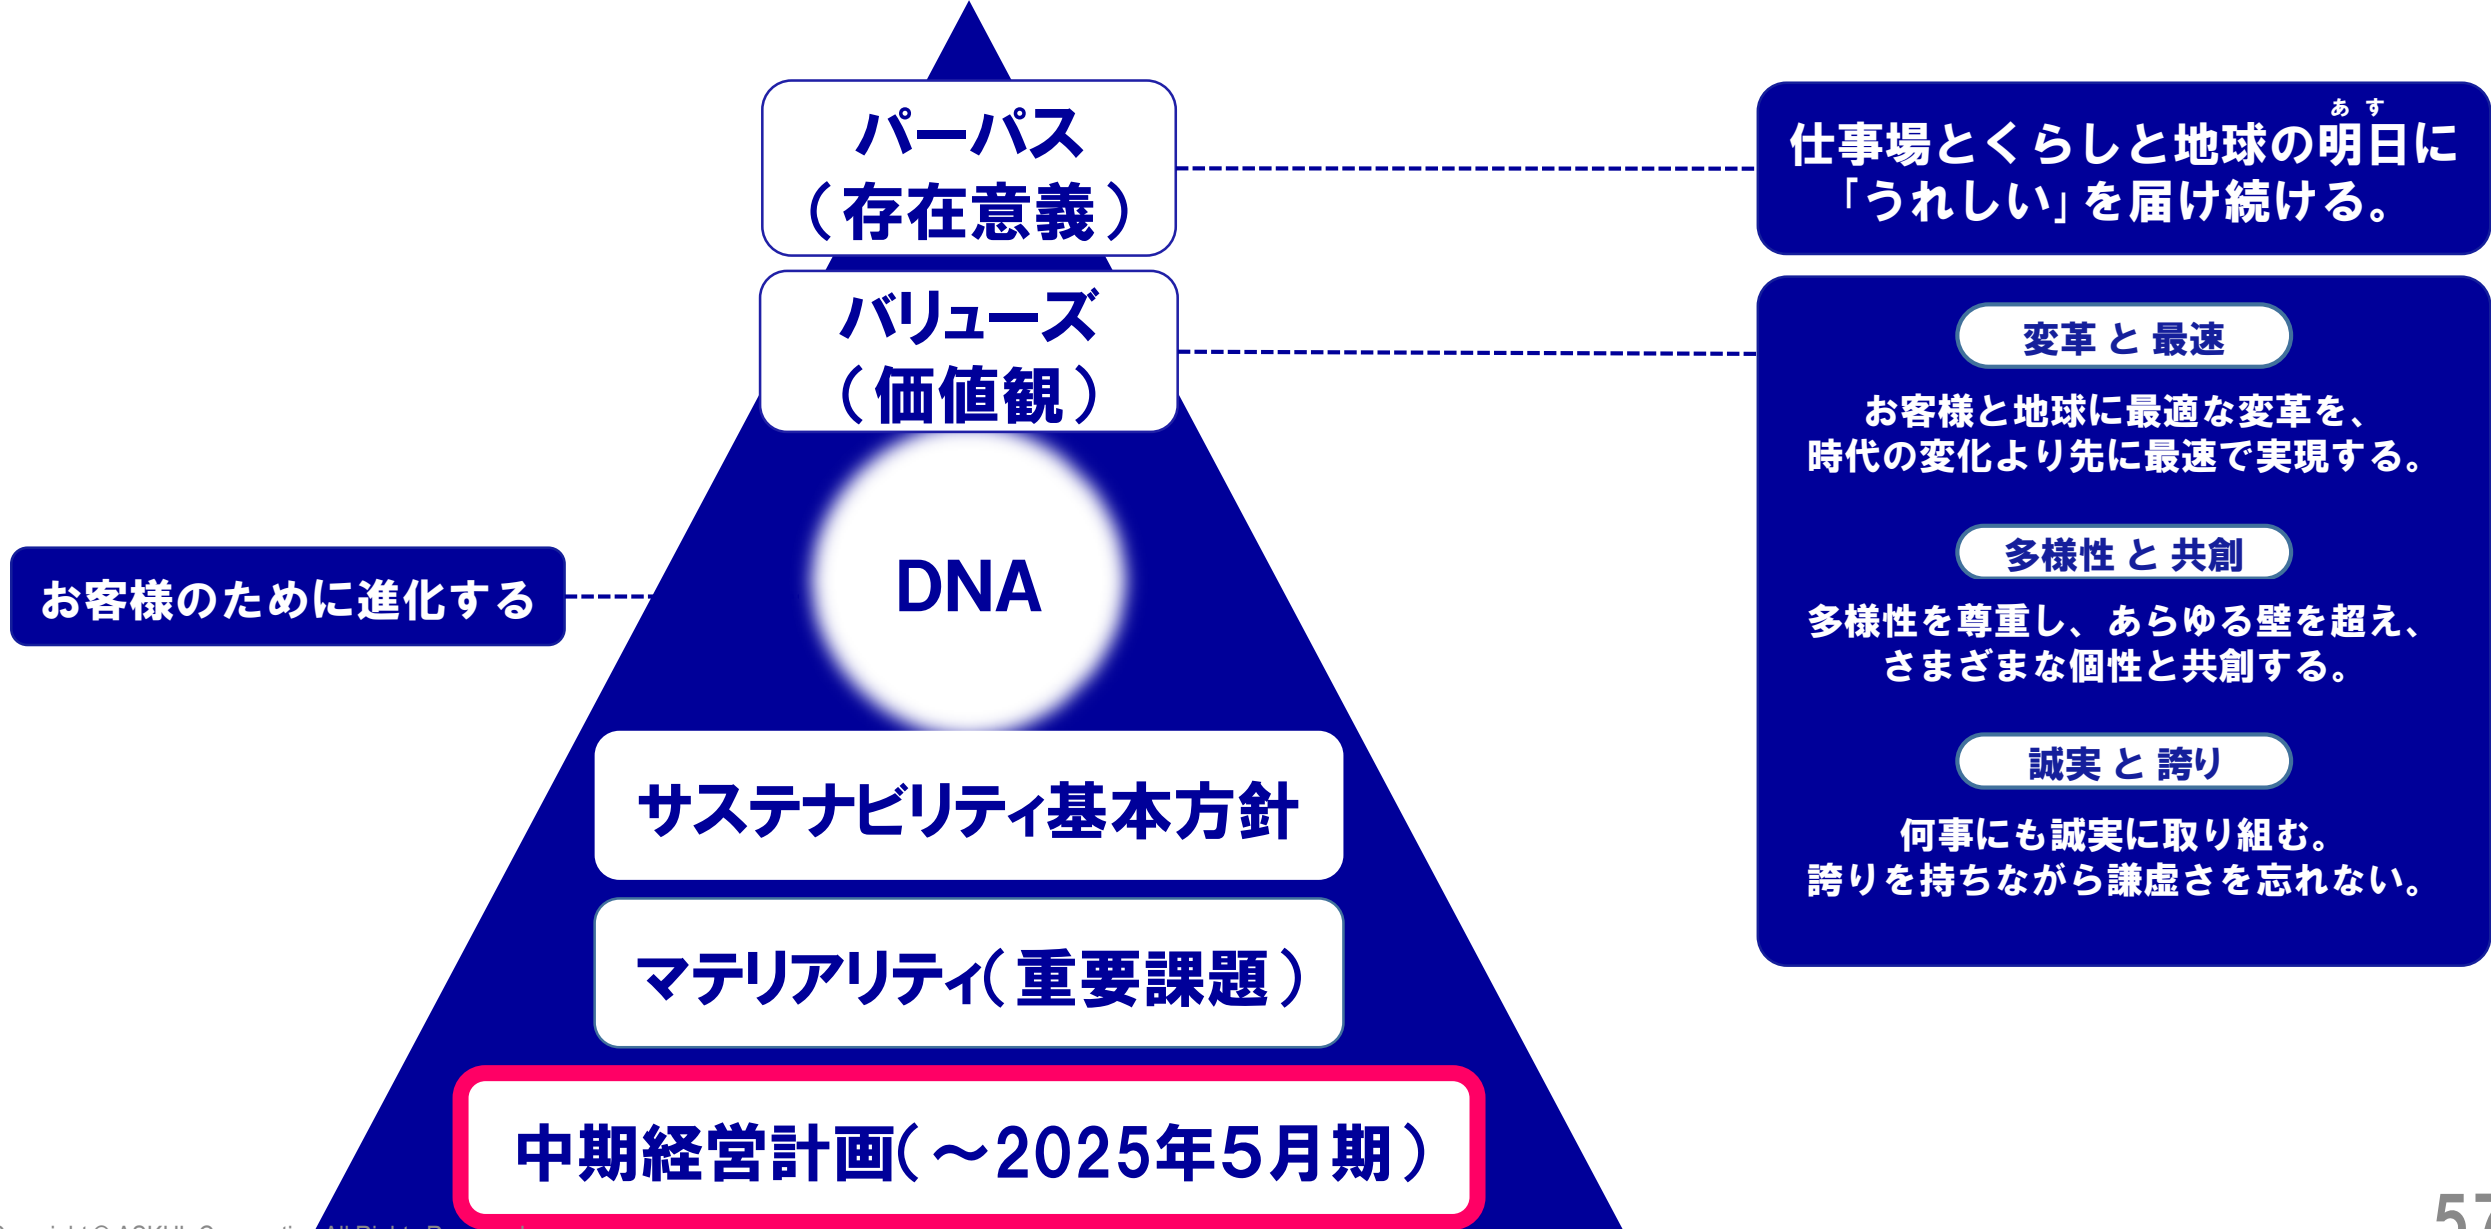 パーパス
（存在意義）
バリューズ
（価値観）
DNA
サステナビリティ基本方針
マテリアリティ（重要課題）
中期経営計画（～2025年5月期）
お客様のために進化する
あす
仕事場とくらしと地球の明日に
「うれしい」を届け続ける。
変革 と 最速
お客様と地球に最適な変革を、
時代の変化より先に最速で実現する。
多様性 と 共創
多様性を尊重し、あらゆる壁を超え、
さまざまな個性と共創する。
誠実 と 誇り
何事にも誠実に取り組む。
誇りを持ちながら謙虚さを忘れない。